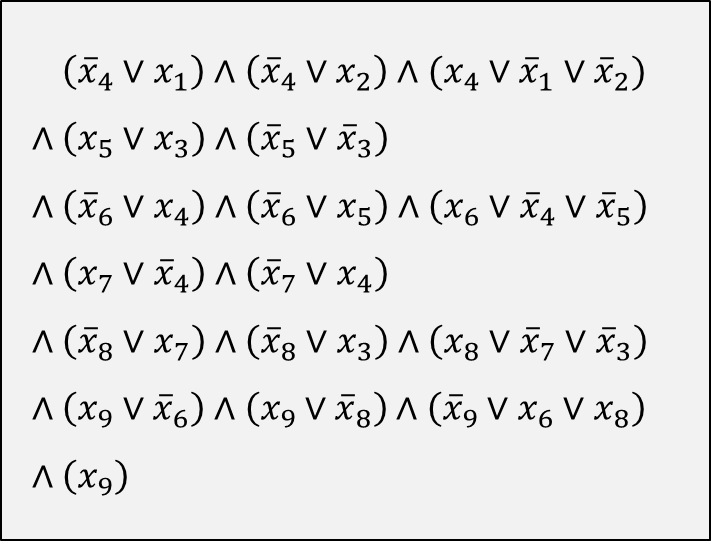 (x̄₄ ∨ x₁) ∧ (x̄₄ ∨ x₂) ∧ (x₄ ∨ x̄₁ ∨ x̄₂)
∧ (x₅ ∨ x₃) ∧ (x̄₅ ∨ x̄₃)
∧ (x̄₆ ∨ x₄) ∧ (x̄₆ ∨ x₅) ∧ (x₆ ∨ x̄₄ ∨ x̄₅)
∧ (x₇ ∨ x̄₄) ∧ (x̄₇ ∨ x₄)
∧ (x̄₈ ∨ x₇) ∧ (x̄₈ ∨ x₃) ∧ (x₈ ∨ x̄₇ ∨ x̄₃)
∧ (x₉ ∨ x̄₆) ∧ (x₉ ∨ x̄₈) ∧ (x̄₉ ∨ x₆ ∨ x₈)
∧ (x₉)